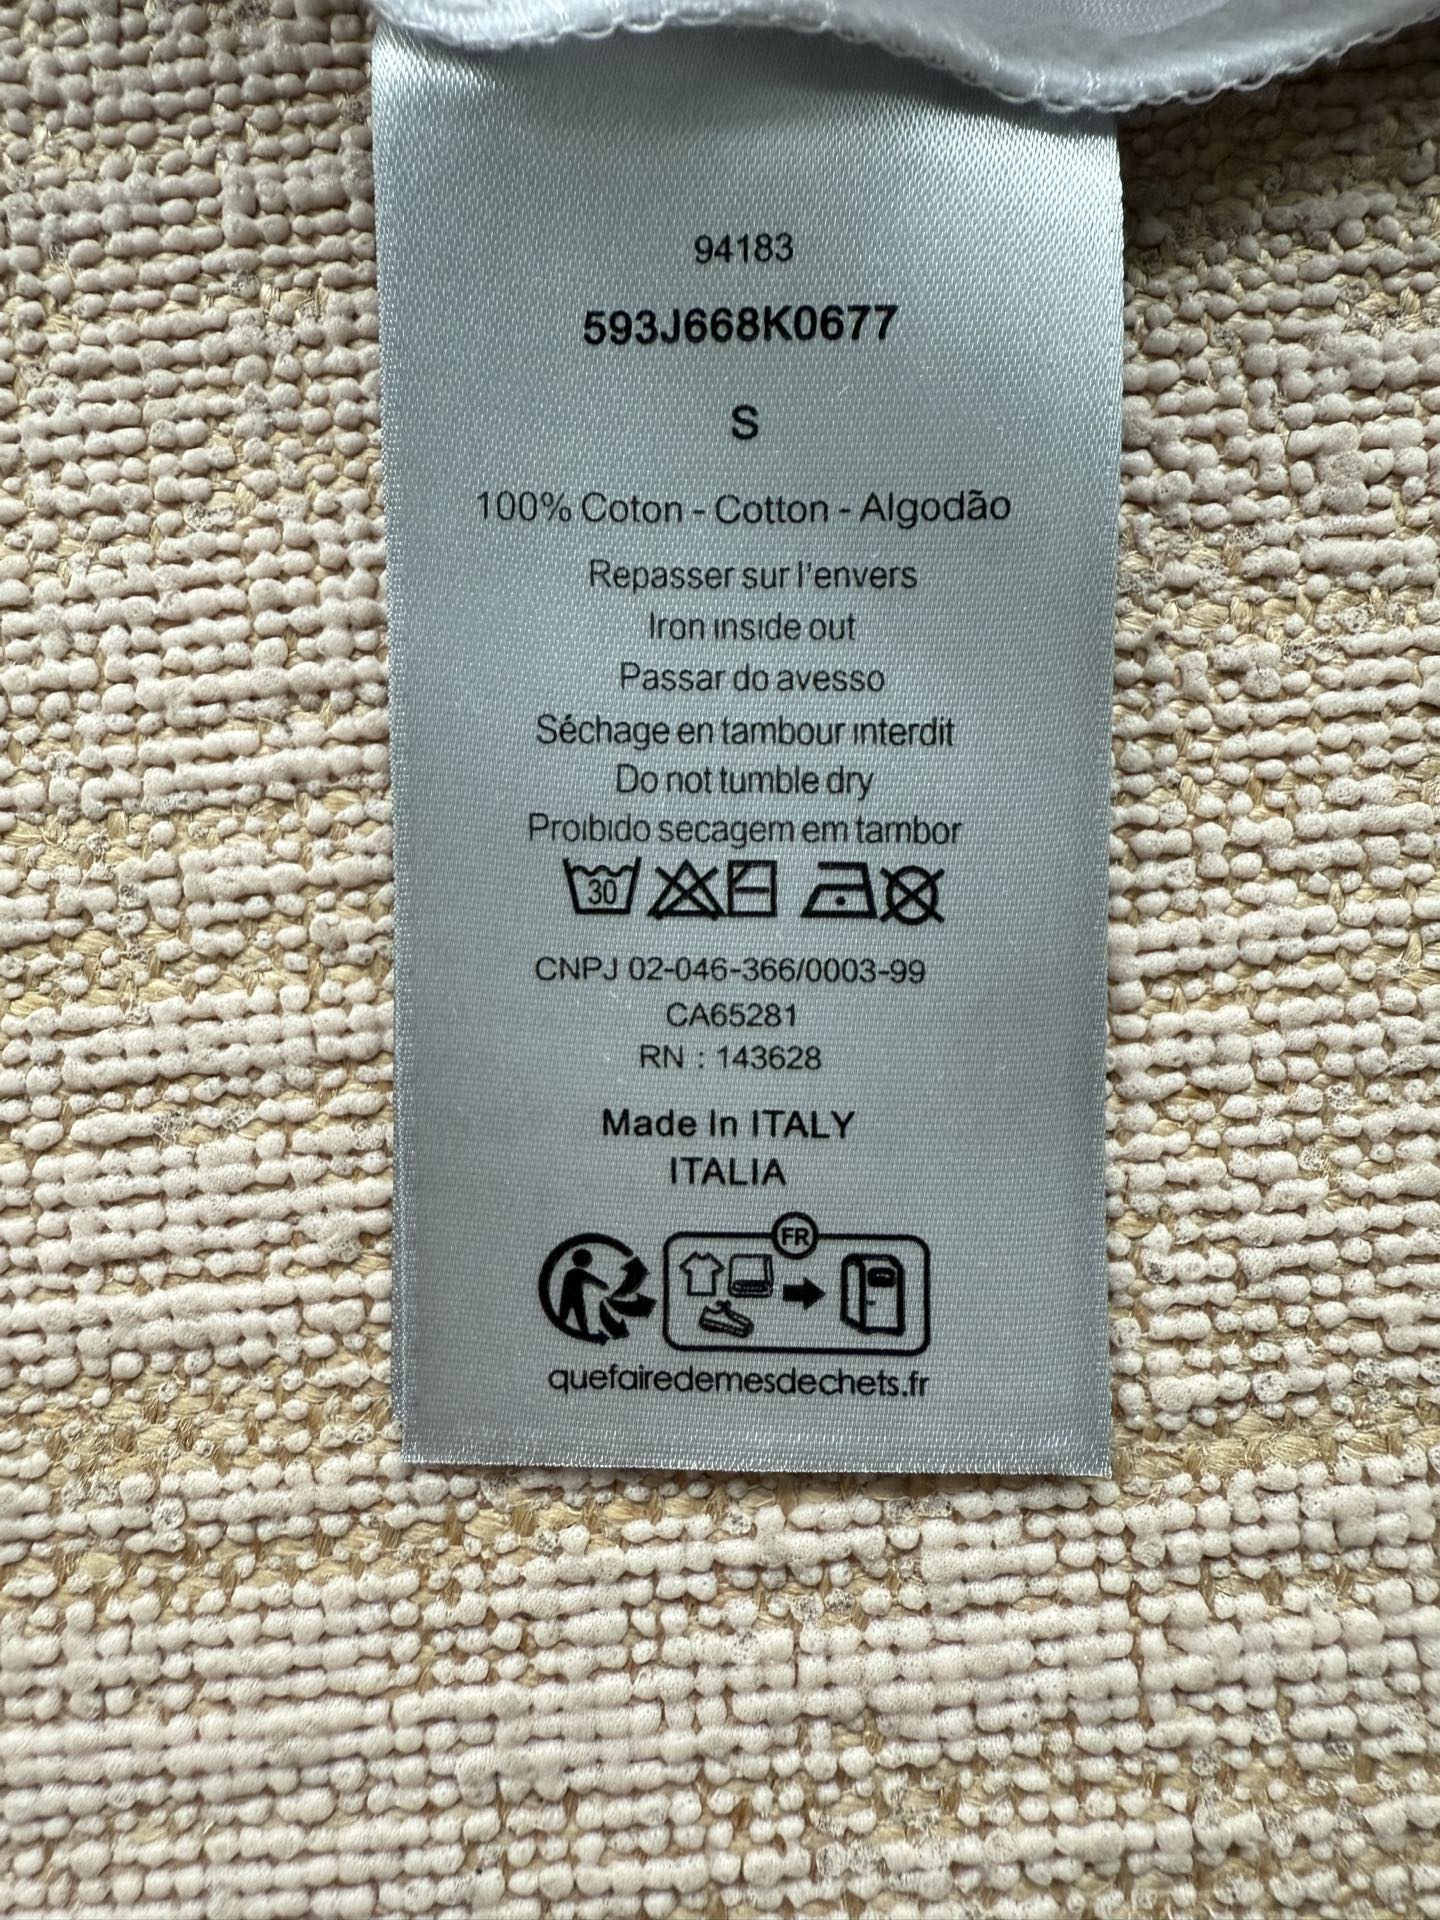 94183
593J668K0677
S
100% Coton - Cotton - Algodão
Repasser sur l'envers
Iron inside out
Passar do avesso
Séchage en tambour interdit
Do not tumble dry
Proibido secagem em tambor
30
CNPJ 02-046-366/0003-99
CA65281
RN : 143628
Made In ITALY
ITALIA
FR
quefairedemesdechets.fr